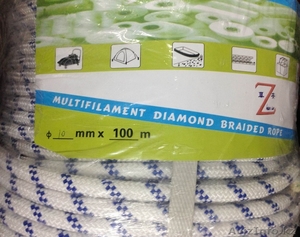 MULTIFILAMENT DIAMOND BRAIDED ROPE
Z
φ 10 mm x 100 m